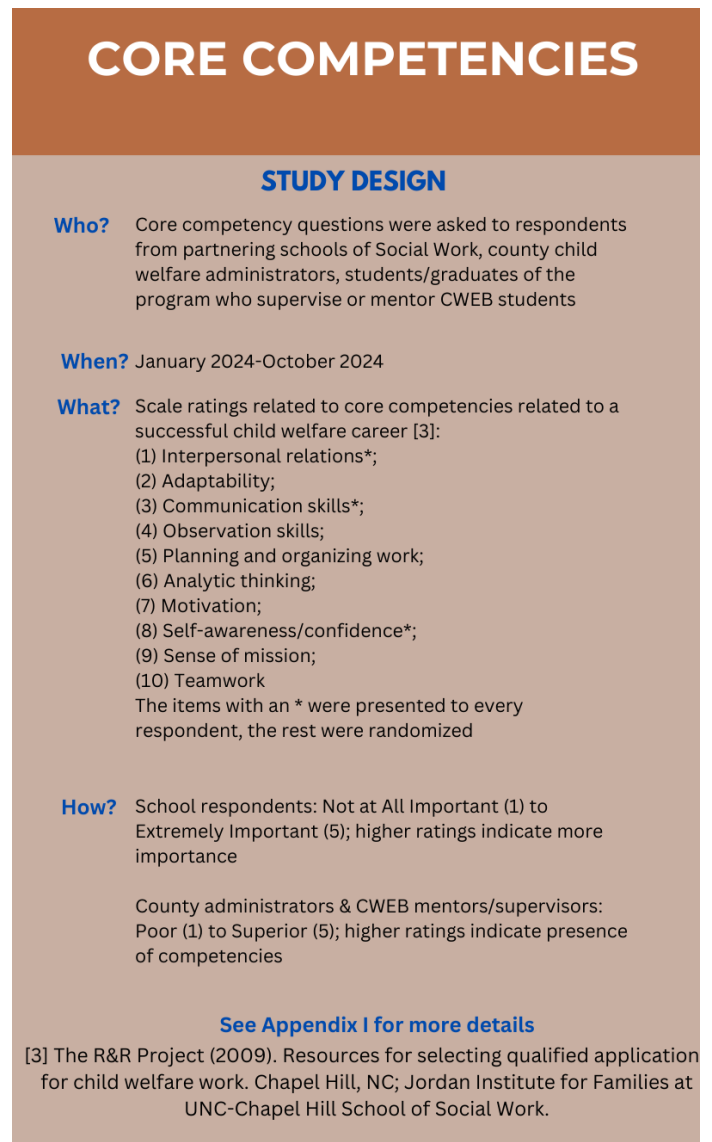 CORE COMPETENCIES
STUDY DESIGN
Who? Core competency questions were asked to respondents
from partnering schools of Social Work, county child
welfare administrators, students/graduates of the
program who supervise or mentor CWEB students
When? January 2024-October 2024
What? Scale ratings related to core competencies related to a
successful child welfare career [3]:
(1) Interpersonal relations*;
(2) Adaptability;
(3) Communication skills*;
(4) Observation skills;
(5) Planning and organizing work;
(6) Analytic thinking;
(7) Motivation;
(8) Self-awareness/confidence*;
(9) Sense of mission;
(10) Teamwork
The items with an * were presented to every
respondent, the rest were randomized
How? School respondents: Not at All Important (1) to
Extremely Important (5); higher ratings indicate more
importance
County administrators & CWEB mentors/supervisors:
Poor (1) to Superior (5); higher ratings indicate presence
of competencies
See Appendix I for more details
[3] The R&R Project (2009). Resources for selecting qualified application
for child welfare work. Chapel Hill, NC; Jordan Institute for Families at
UNC-Chapel Hill School of Social Work.